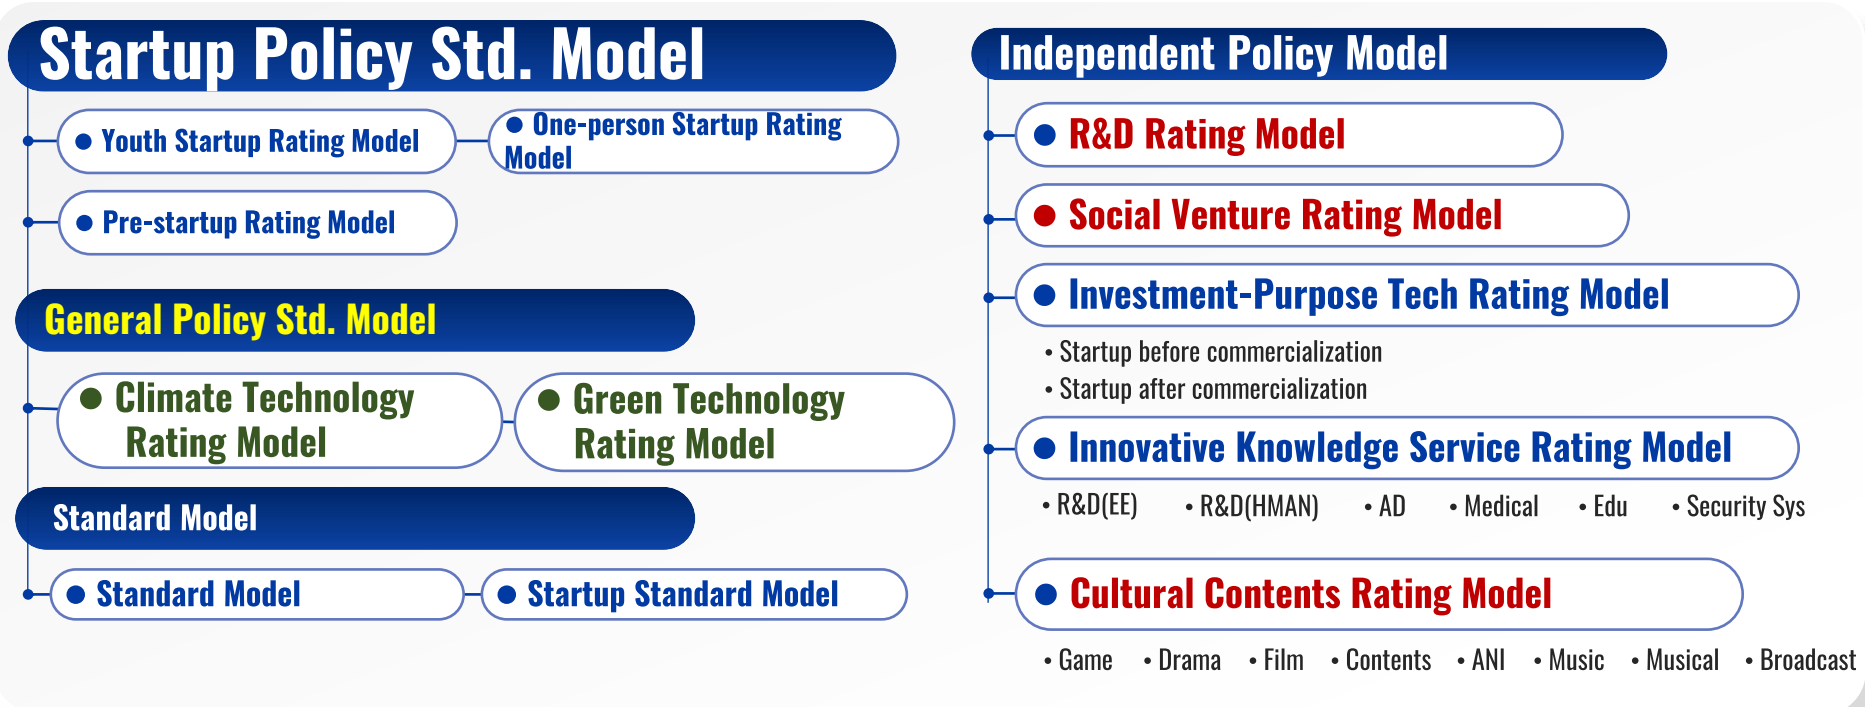 Startup Policy Std. Model
● Youth Startup Rating Model
● One-person Startup Rating
Model
● Pre-startup Rating Model
General Policy Std. Model
● Climate Technology
Rating Model
● Green Technology
Rating Model
Standard Model
● Standard Model
● Startup Standard Model
Independent Policy Model
● R&D Rating Model
● Social Venture Rating Model
● Investment-Purpose Tech Rating Model
• Startup before commercialization
• Startup after commercialization
● Innovative Knowledge Service Rating Model
• R&D(EE) • R&D(HMAN) • AD • Medical • Edu • Security Sys
● Cultural Contents Rating Model
• Game • Drama • Film • Contents • ANI • Music • Musical • Broadcast